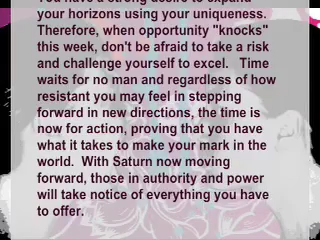 You have a strong desire to expand
your horizons using your uniqueness.
Therefore, when opportunity "knocks"
this week, don't be afraid to take a risk
and challenge yourself to excel.   Time
waits for no man and regardless of how
resistant you may feel in stepping
forward in new directions, the time is
now for action, proving that you have
what it takes to make your mark in the
world.  With Saturn now moving
forward, those in authority and power
will take notice of everything you have
to offer.